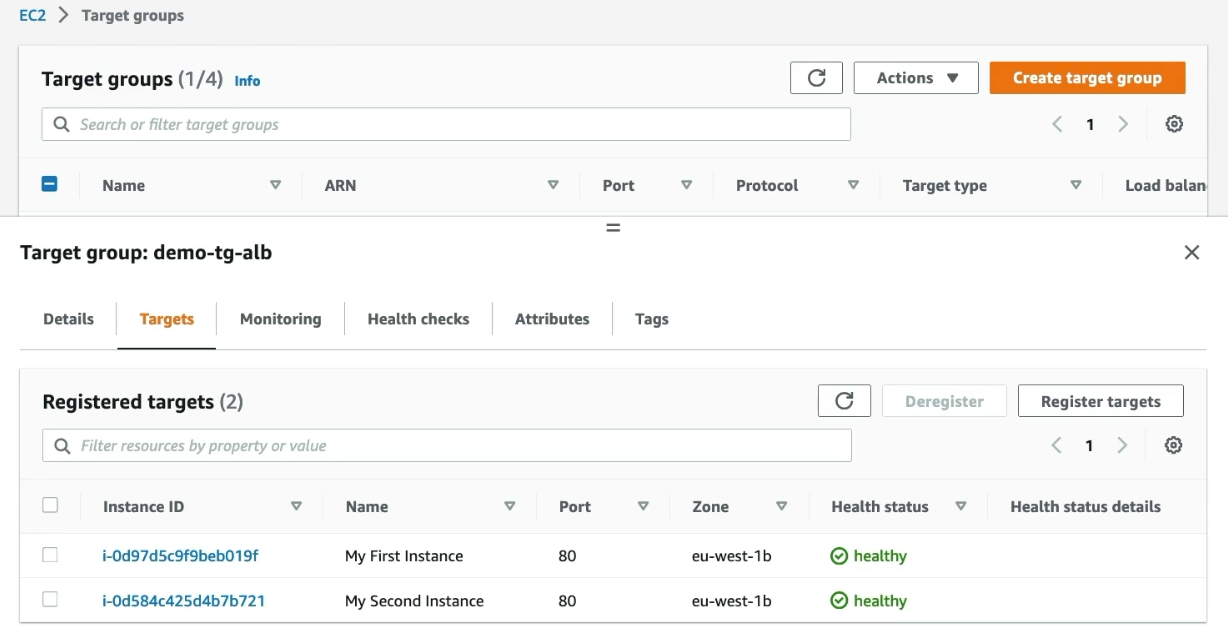 EC2 > Target groups
Target groups (1/4) Info
Actions ▼ Create target group
Search or filter target groups
1
Name ARN Port Protocol Target type Load balan
Target group: demo-tg-alb
Details Targets Monitoring Health checks Attributes Tags
Registered targets (2)
Deregister Register targets
Filter resources by property or value
1
Instance ID Name Port Zone Health status Health status details
i-0d97d5c9f9beb019f My First Instance 80 eu-west-1b healthy
i-0d584c425d4b7b721 My Second Instance 80 eu-west-1b healthy